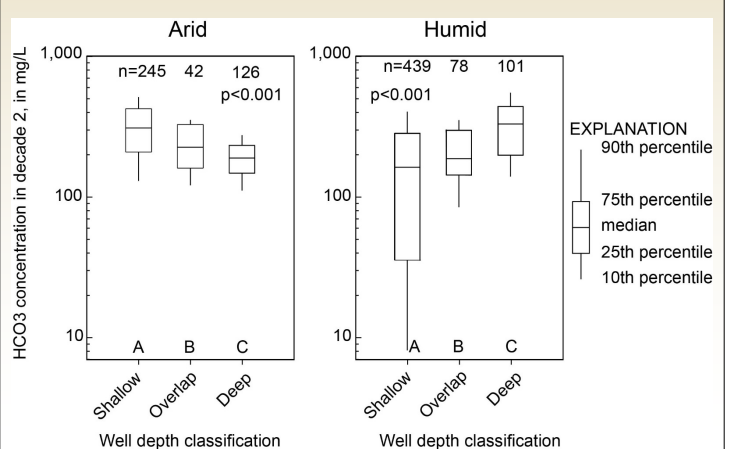 Arid
1,000
n=245 42 126
p<0.001
100
10
A B C
HCO3 concentration in decade 2, in mg/L
Shallow
Overlap
Deep
Well depth classification
Humid
1,000
n=439 78 101
p<0.001
100
10
A B C
Shallow
Overlap
Deep
Well depth classification
EXPLANATION
90th percentile
75th percentile
median
25th percentile
10th percentile